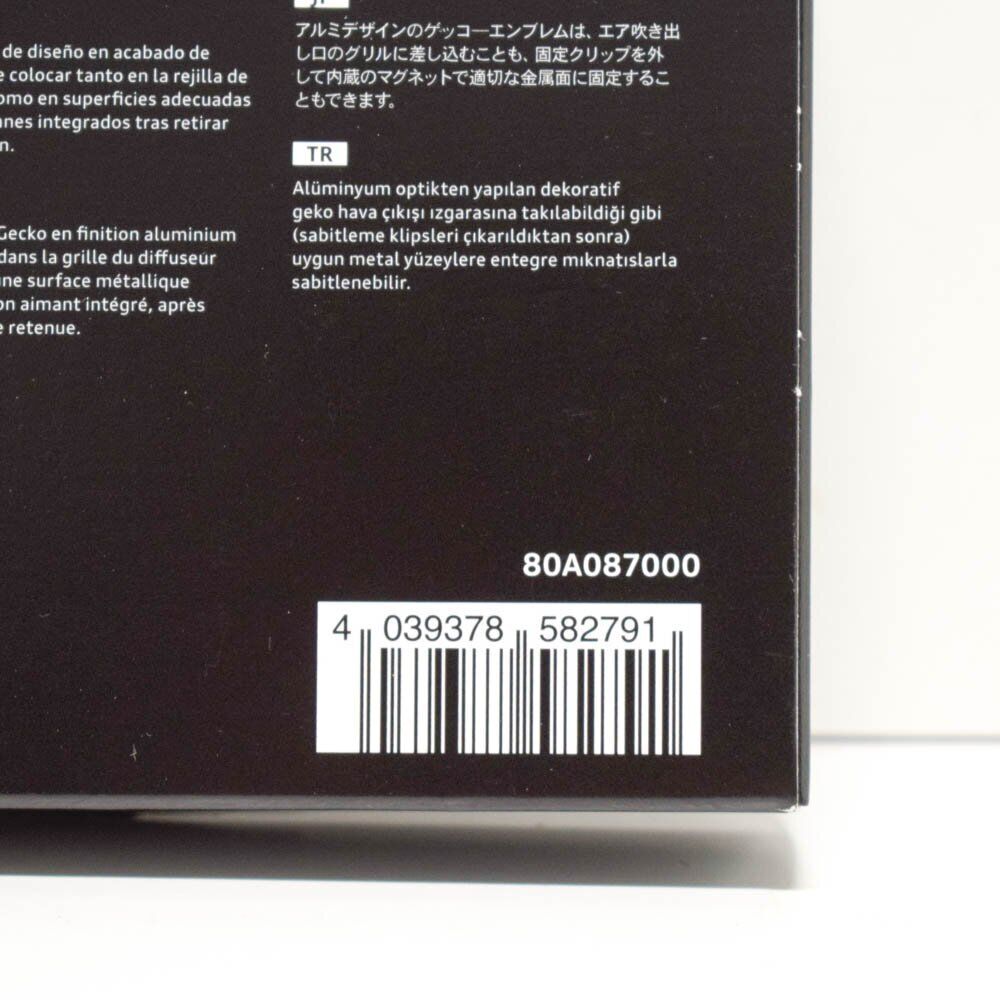 de diseño en acabado de
colocar tanto en la rejilla de
omo en superficies adecuadas
nes integrados tras retirar
n.
Gecko en finition aluminium
dans la grille du diffuseur
ne surface métallique
on aimant intégré, après
retenue.
アルミデザインのゲッコーエンブレムは、エア吹き出
し口のグリルに差し込むことも、固定クリップを外
して内蔵のマグネットで適切な金属面に固定するこ
ともできます。
TR
Alüminyum optikten yapılan dekoratif
geko hava çıkışı ızgarasına takılabildiği gibi
(sabitleme klipsleri çıkarıldıktan sonra)
uygun metal yüzeylere entegre mıknatıslarla
sabitlenebilir.
80A087000
4 039378 582791